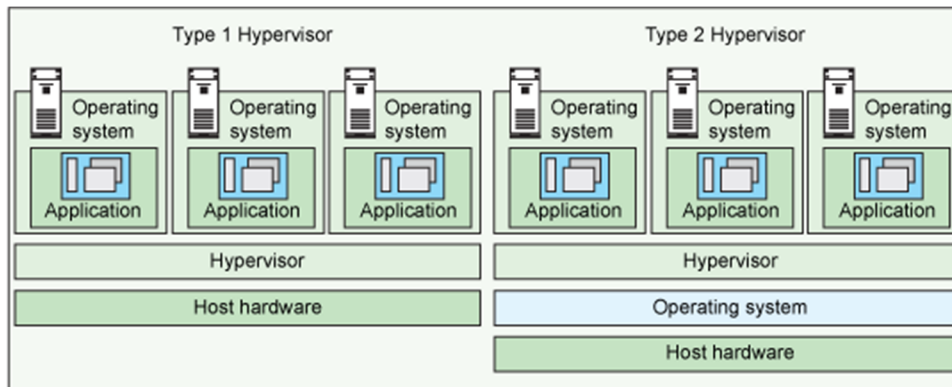 Type 1 Hypervisor
Operating
system
Application
Operating
system
Application
Operating
system
Application
Hypervisor
Host hardware
Type 2 Hypervisor
Operating
system
Application
Operating
system
Application
Operating
system
Application
Hypervisor
Operating system
Host hardware